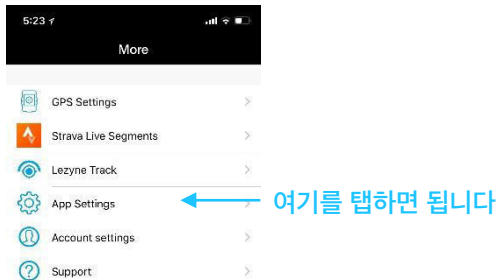 5:23
More
GPS Settings
Strava Live Segments
Lezyne Track
App Settings
여기를 탭하면 됩니다
Account settings
Support